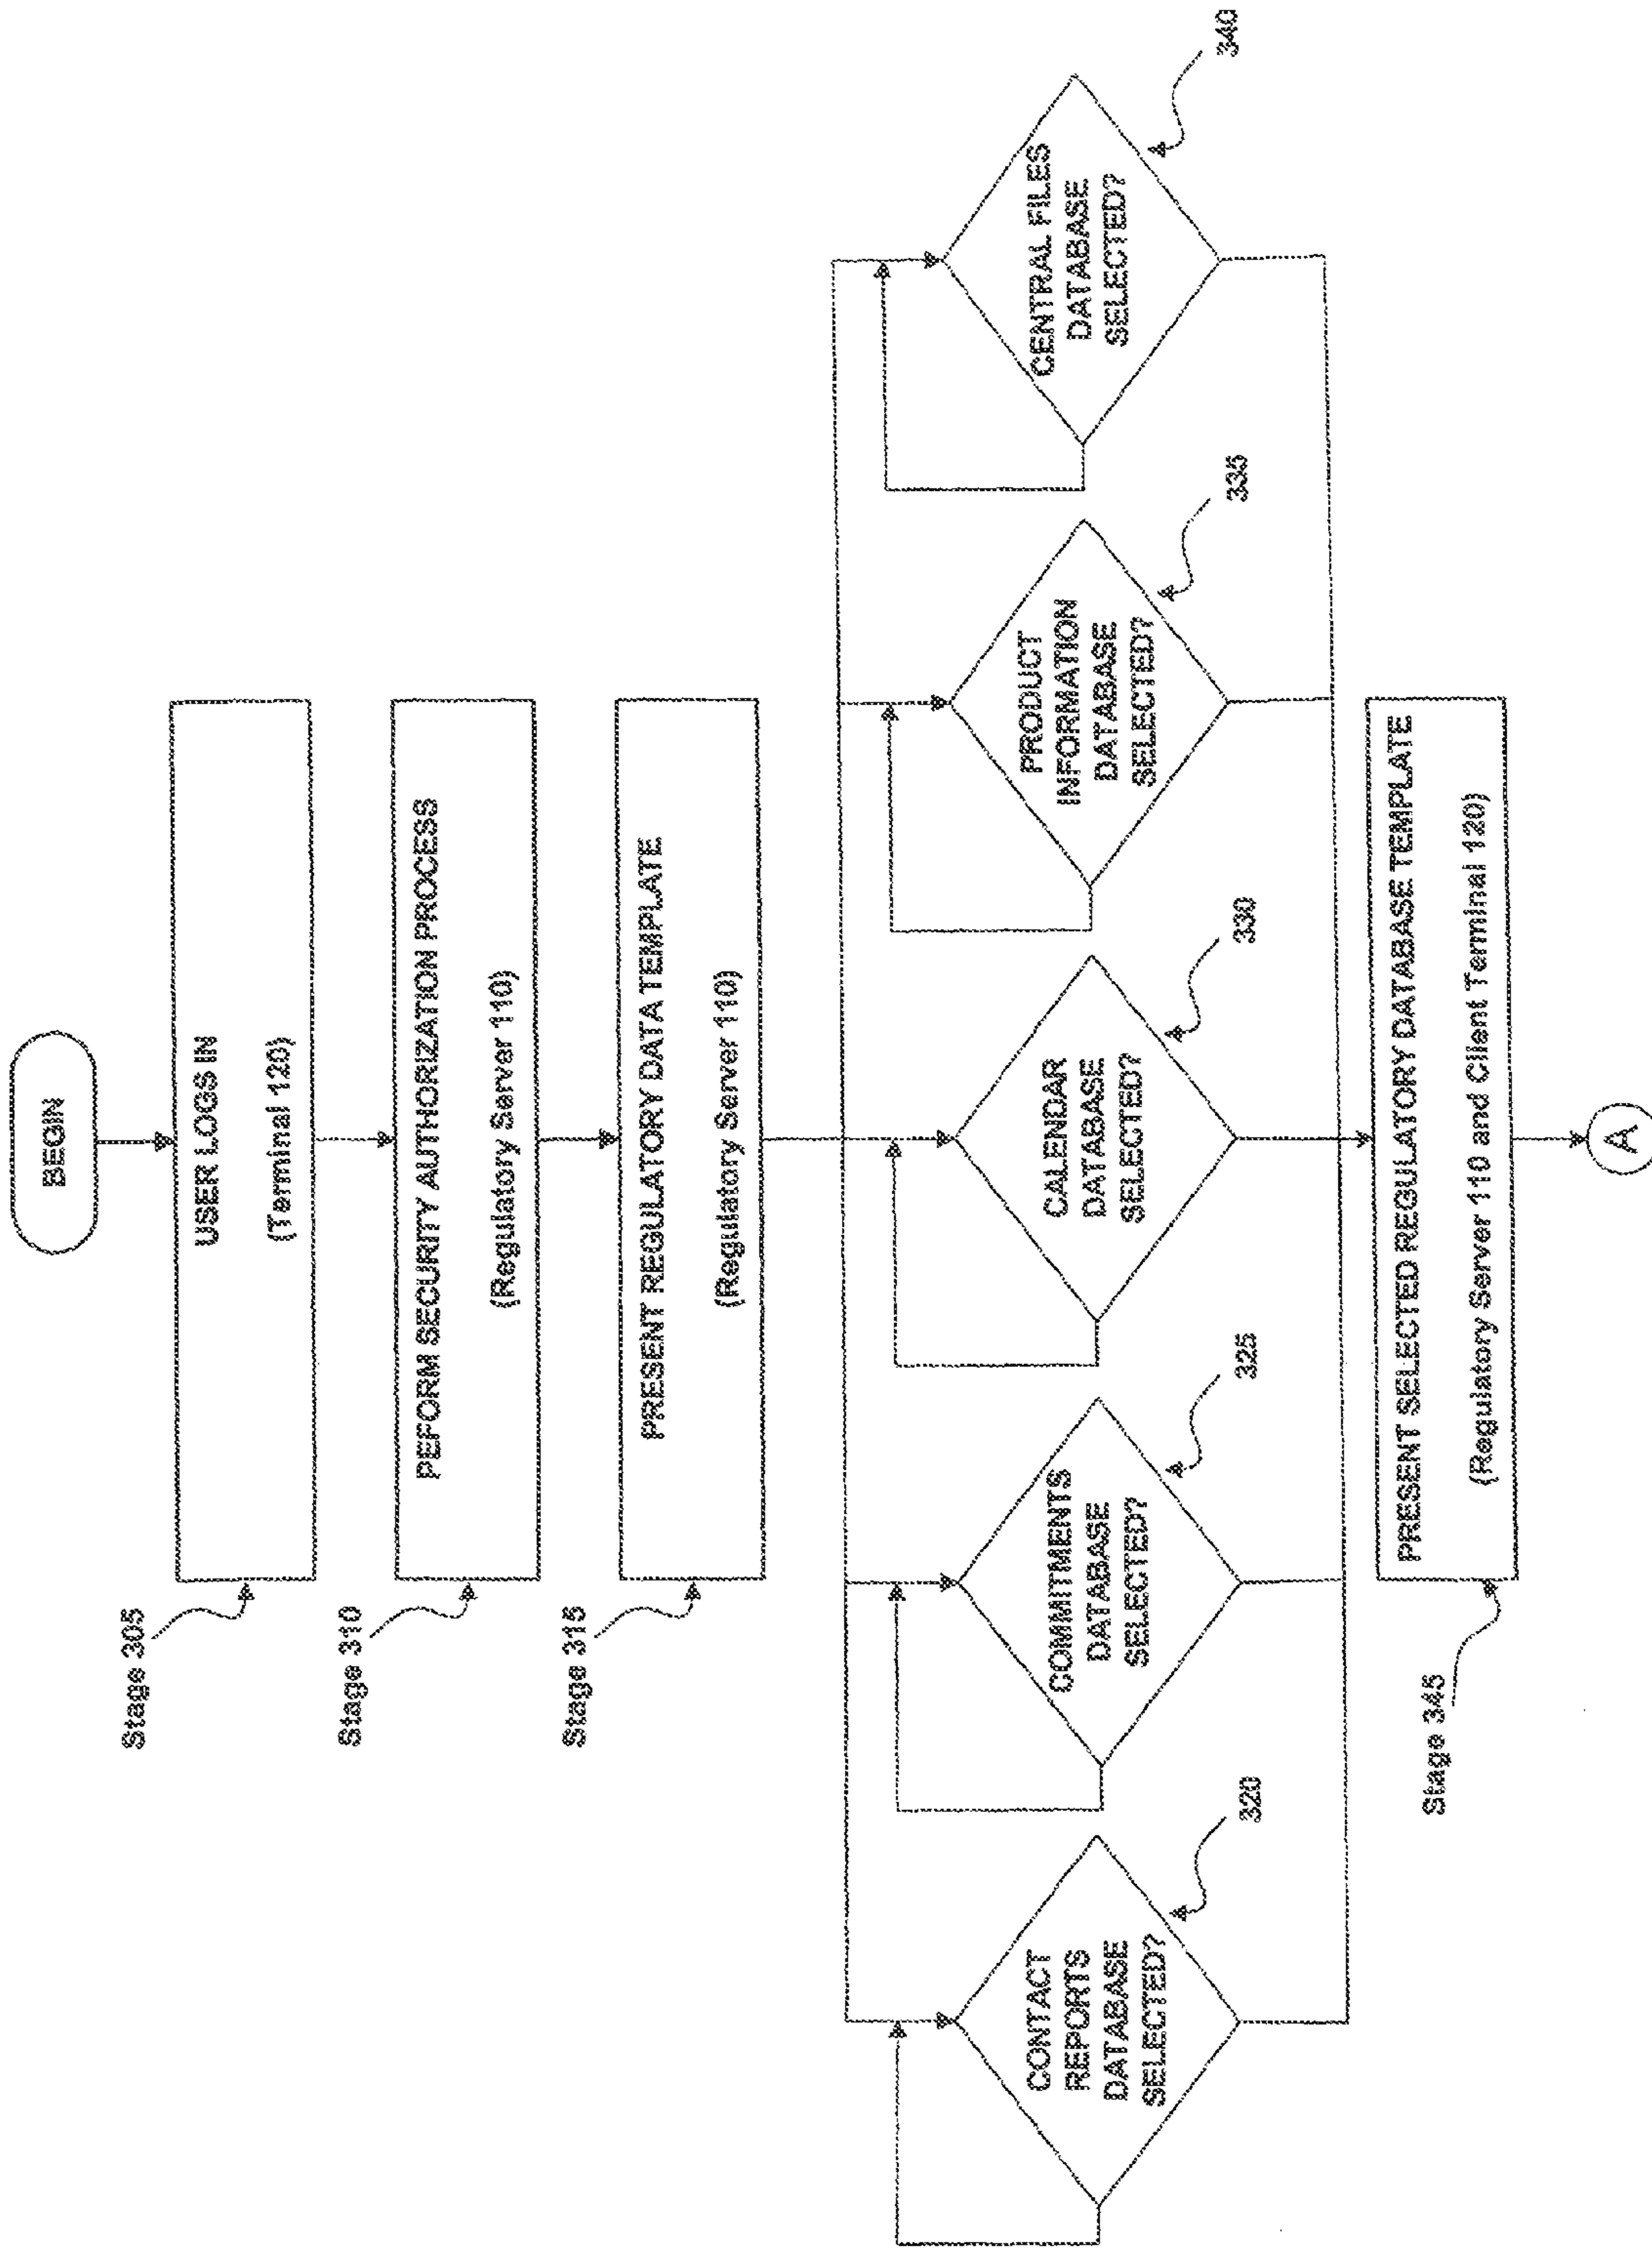 BEGIN
Stage 305
USER LOGS IN
(Terminal 120)
Stage 310
PEFORM SECURITY AUTHORIZATION PROCESS
(Regulatory Server 110)
Stage 315
PRESENT REGULATORY DATA TEMPLATE
(Regulatory Server 110)
CONTACT
REPORTS
DATABASE
SELECTED?
320
COMMITMENTS
DATABASE
SELECTED?
325
CALENDAR
DATABASE
SELECTED?
330
PRODUCT
INFORMATION
DATABASE
SELECTED?
335
CENTRAL FILES
DATABASE
SELECTED?
340
Stage 345
PRESENT SELECTED REGULATORY DATABASE TEMPLATE
(Regulatory Server 110 and Client Terminal 120)
A